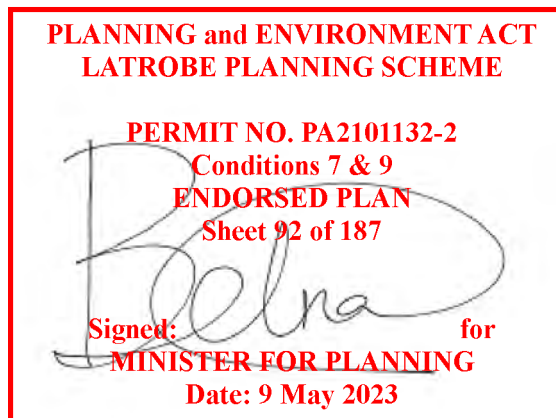 PLANNING and ENVIRONMENT ACT
LATROBE PLANNING SCHEME
PERMIT NO. PA2101132-2
Conditions 7 & 9
ENDORSED PLAN
Sheet 92 of 187
Signed: for
MINISTER FOR PLANNING
Date: 9 May 2023